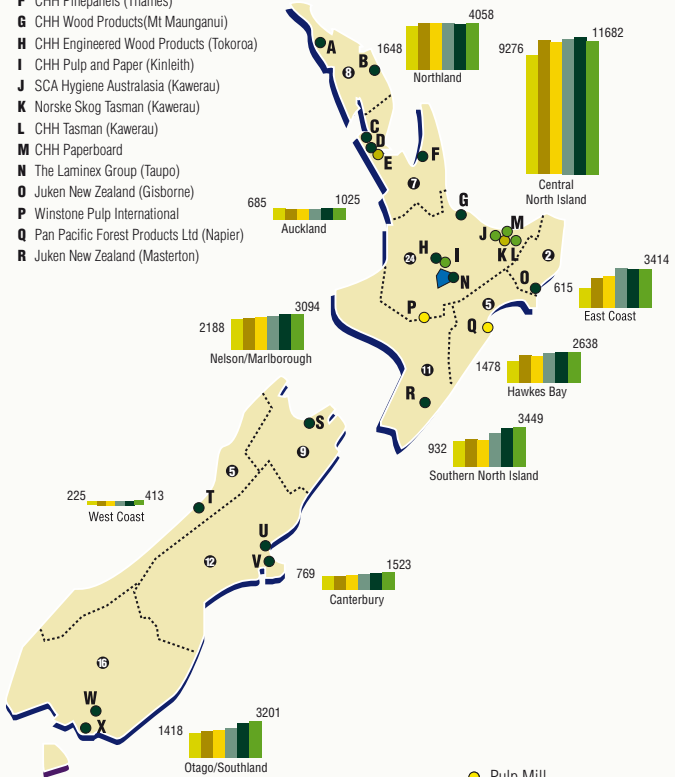 F CHH Pinepanels (Thames)
G CHH Wood Products(Mt Maunganui)
H CHH Engineered Wood Products (Tokoroa)
I CHH Pulp and Paper (Kinleith)
J SCA Hygiene Australasia (Kawerau)
K Norske Skog Tasman (Kawerau)
L CHH Tasman (Kawerau)
M CHH Paperboard
N The Laminex Group (Taupo)
O Juken New Zealand (Gisborne)
P Winstone Pulp International
Q Pan Pacific Forest Products Ltd (Napier)
R Juken New Zealand (Masterton)
A
B
8
1648
4058
Northland
9276
11682
Central
North Island
C
D
E
F
7
G
685
1025
Auckland
J
M
K
L
H
I
24
N
2
O
615
3414
East Coast
P
5
Q
2188
3094
Nelson/Marlborough
1478
2638
Hawkes Bay
11
R
932
3449
Southern North Island
S
9
5
225
413
West Coast
T
12
U
V
769
1523
Canterbury
16
W
X
1418
3201
Otago/Southland
Pulp Mill